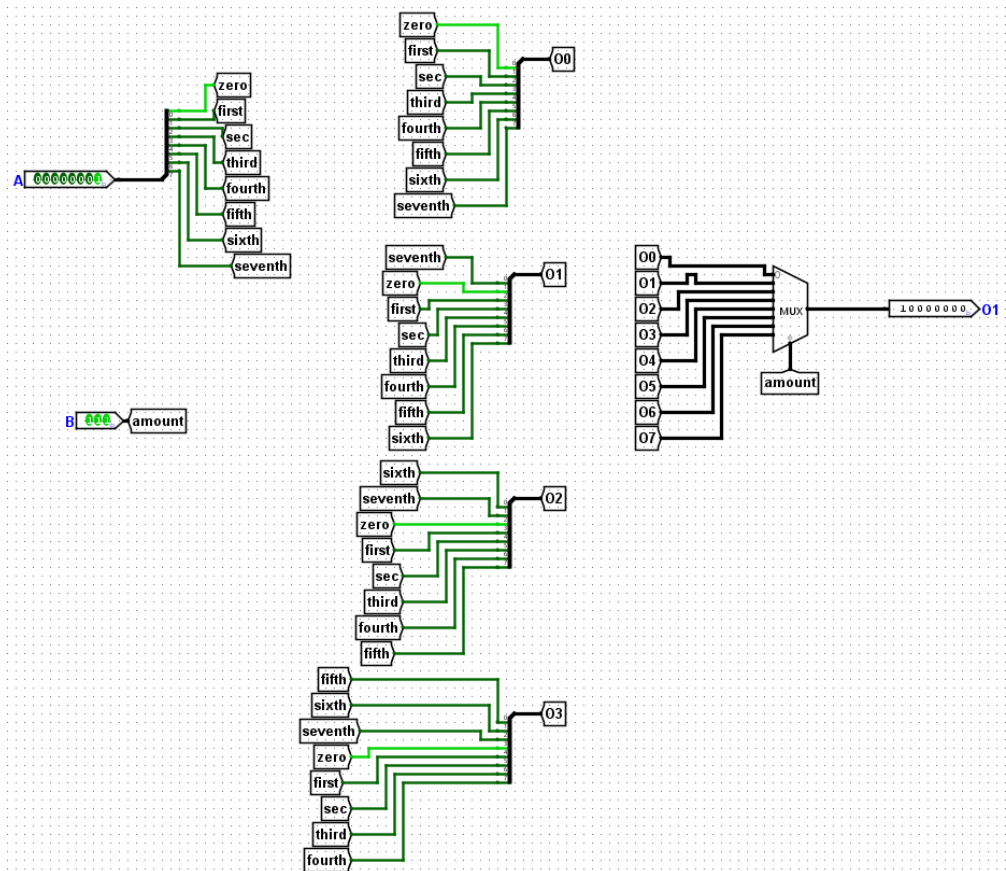 A 00000001
zero
first
sec
third
fourth
fifth
sixth
seventh
B
amount
zero
first
sec
third
fourth
fifth
sixth
seventh
O0
seventh
zero
first
sec
third
fourth
fifth
sixth
O1
sixth
seventh
zero
first
sec
third
fourth
fifth
O2
fifth
sixth
seventh
zero
first
sec
third
fourth
O3
O0
O1
O2
O3
O4
O5
O6
O7
MUX
amount
10000000 O1